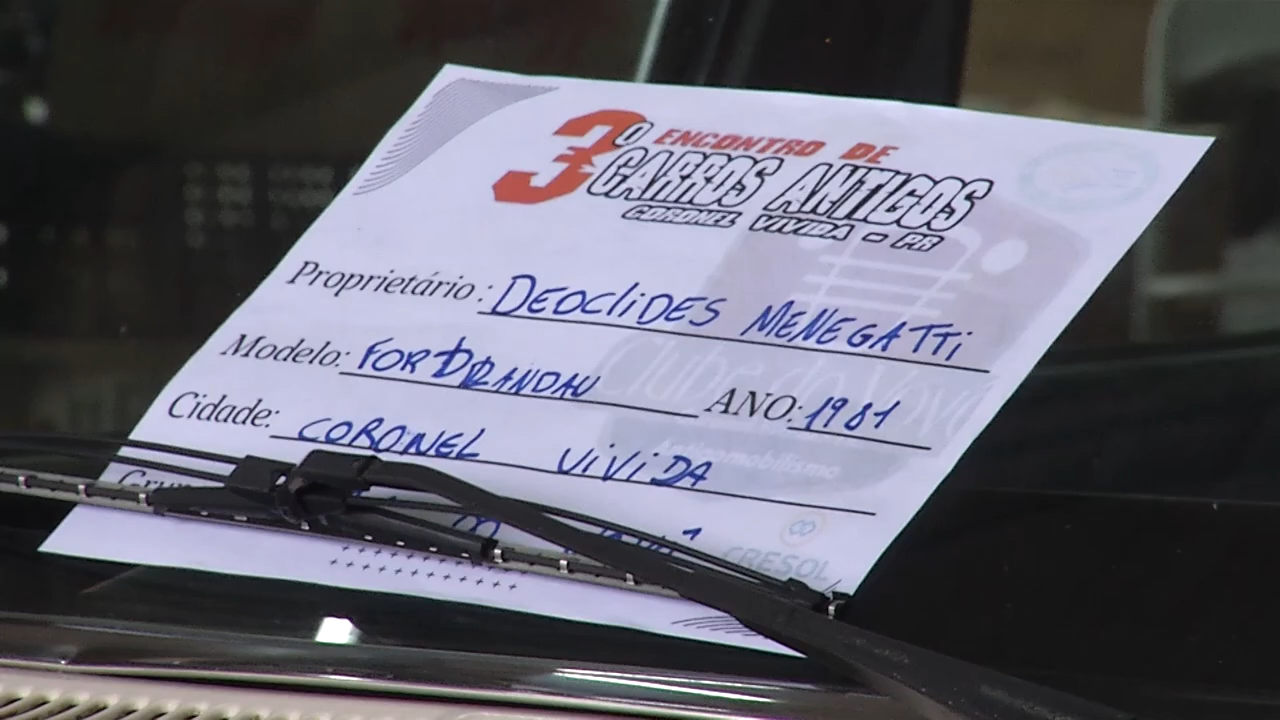 3º ENCONTRO DE
CARROS ANTIGOS
CORONEL VIVIDA - PR
Proprietário: DEOCLIDES MENEGATTI
Modelo: FORD LANDAU ANO: 1981
Cidade: CORONEL VIVIDA
Clube do Vovô
Antigomobilismo
CRESOL